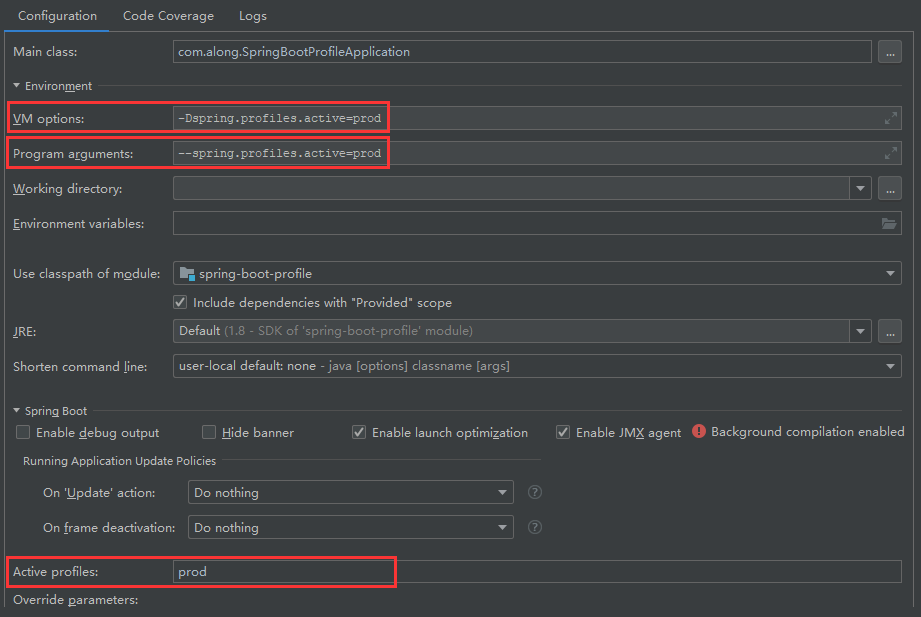 Configuration Code Coverage Logs
Main class: com.along.SpringBootProfileApplication ...
Environment
VM options: -Dspring.profiles.active=prod
Program arguments: --spring.profiles.active=prod
Working directory: ...
Environment variables:
Use classpath of module: spring-boot-profile
Include dependencies with "Provided" scope
JRE: Default (1.8 - SDK of 'spring-boot-profile' module) ...
Shorten command line: user-local default: none - java [options] classname [args]
Spring Boot
Enable debug output Hide banner Enable launch optimization Enable JMX agent ! Background compilation enabled
Running Application Update Policies
On 'Update' action: Do nothing ?
On frame deactivation: Do nothing ?
Active profiles: prod
Override parameters: